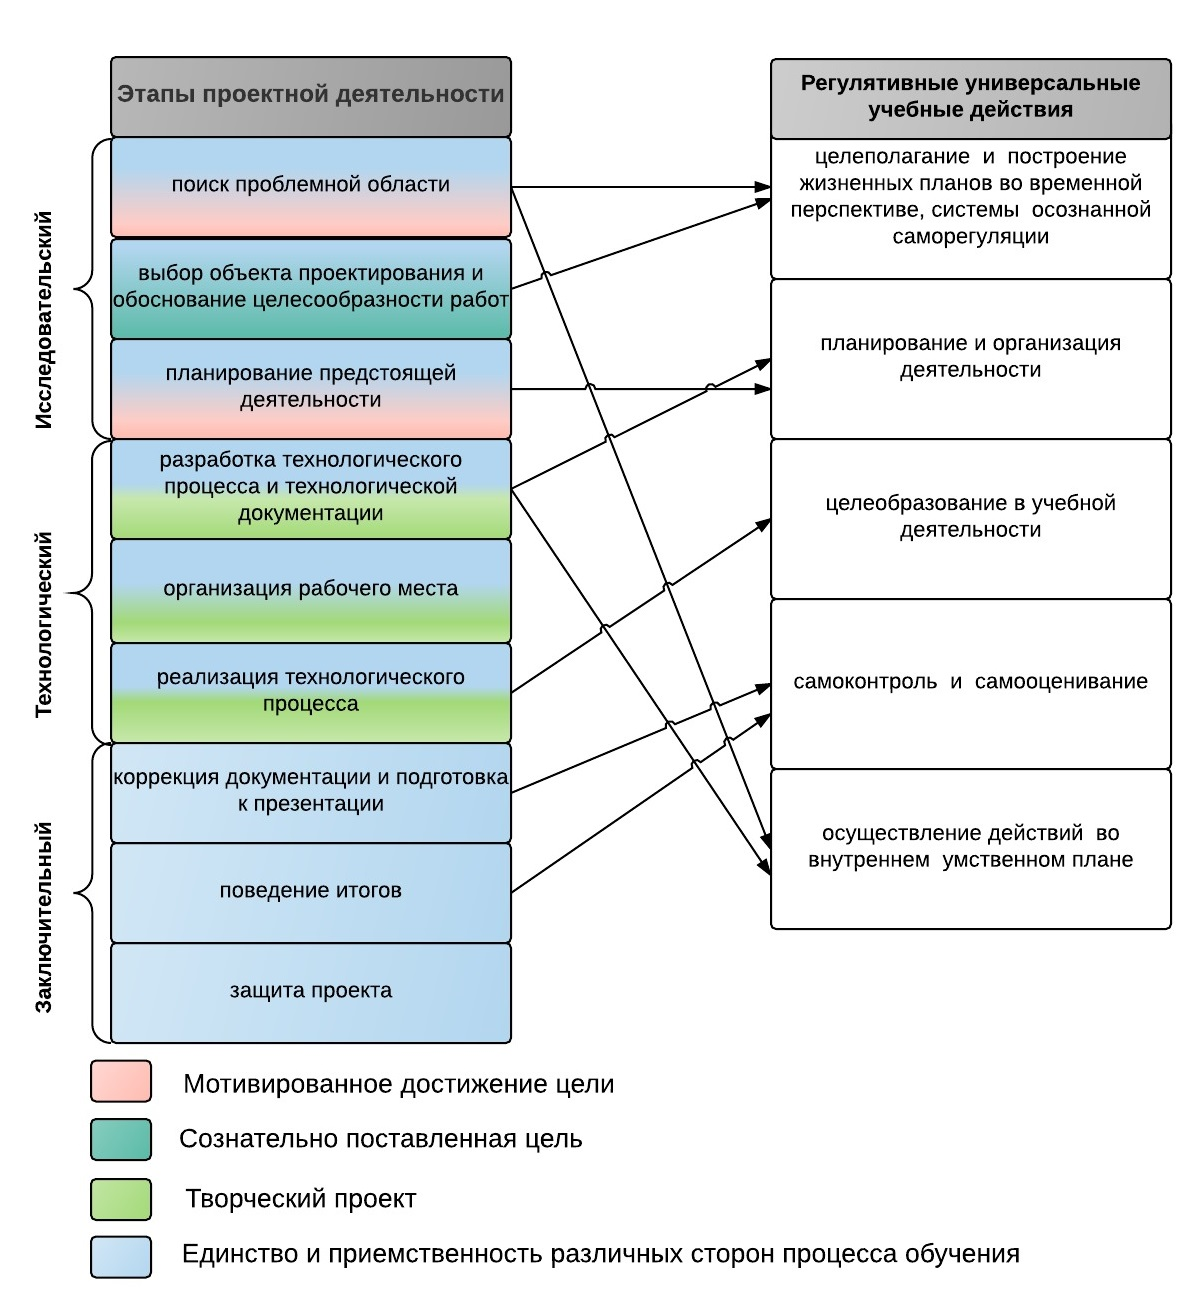 Этапы проектной деятельности
Исследовательский
поиск проблемной области
выбор объекта проектирования и
обоснование целесообразности работ
планирование предстоящей
деятельности
Технологический
разработка технологического
процесса и технологической
документации
организация рабочего места
реализация технологического
процесса
Заключительный
коррекция документации и подготовка
к презентации
поведение итогов
защита проекта
Регулятивные универсальные
учебные действия
целеполагание и построение
жизненных планов во временной
перспективе, системы осознанной
саморегуляции
планирование и организация
деятельности
целеобразование в учебной
деятельности
самоконтроль и самооценивание
осуществление действий во
внутреннем умственном плане
Мотивированное достижение цели
Сознательно поставленная цель
Творческий проект
Единство и приемственность различных сторон процесса обучения